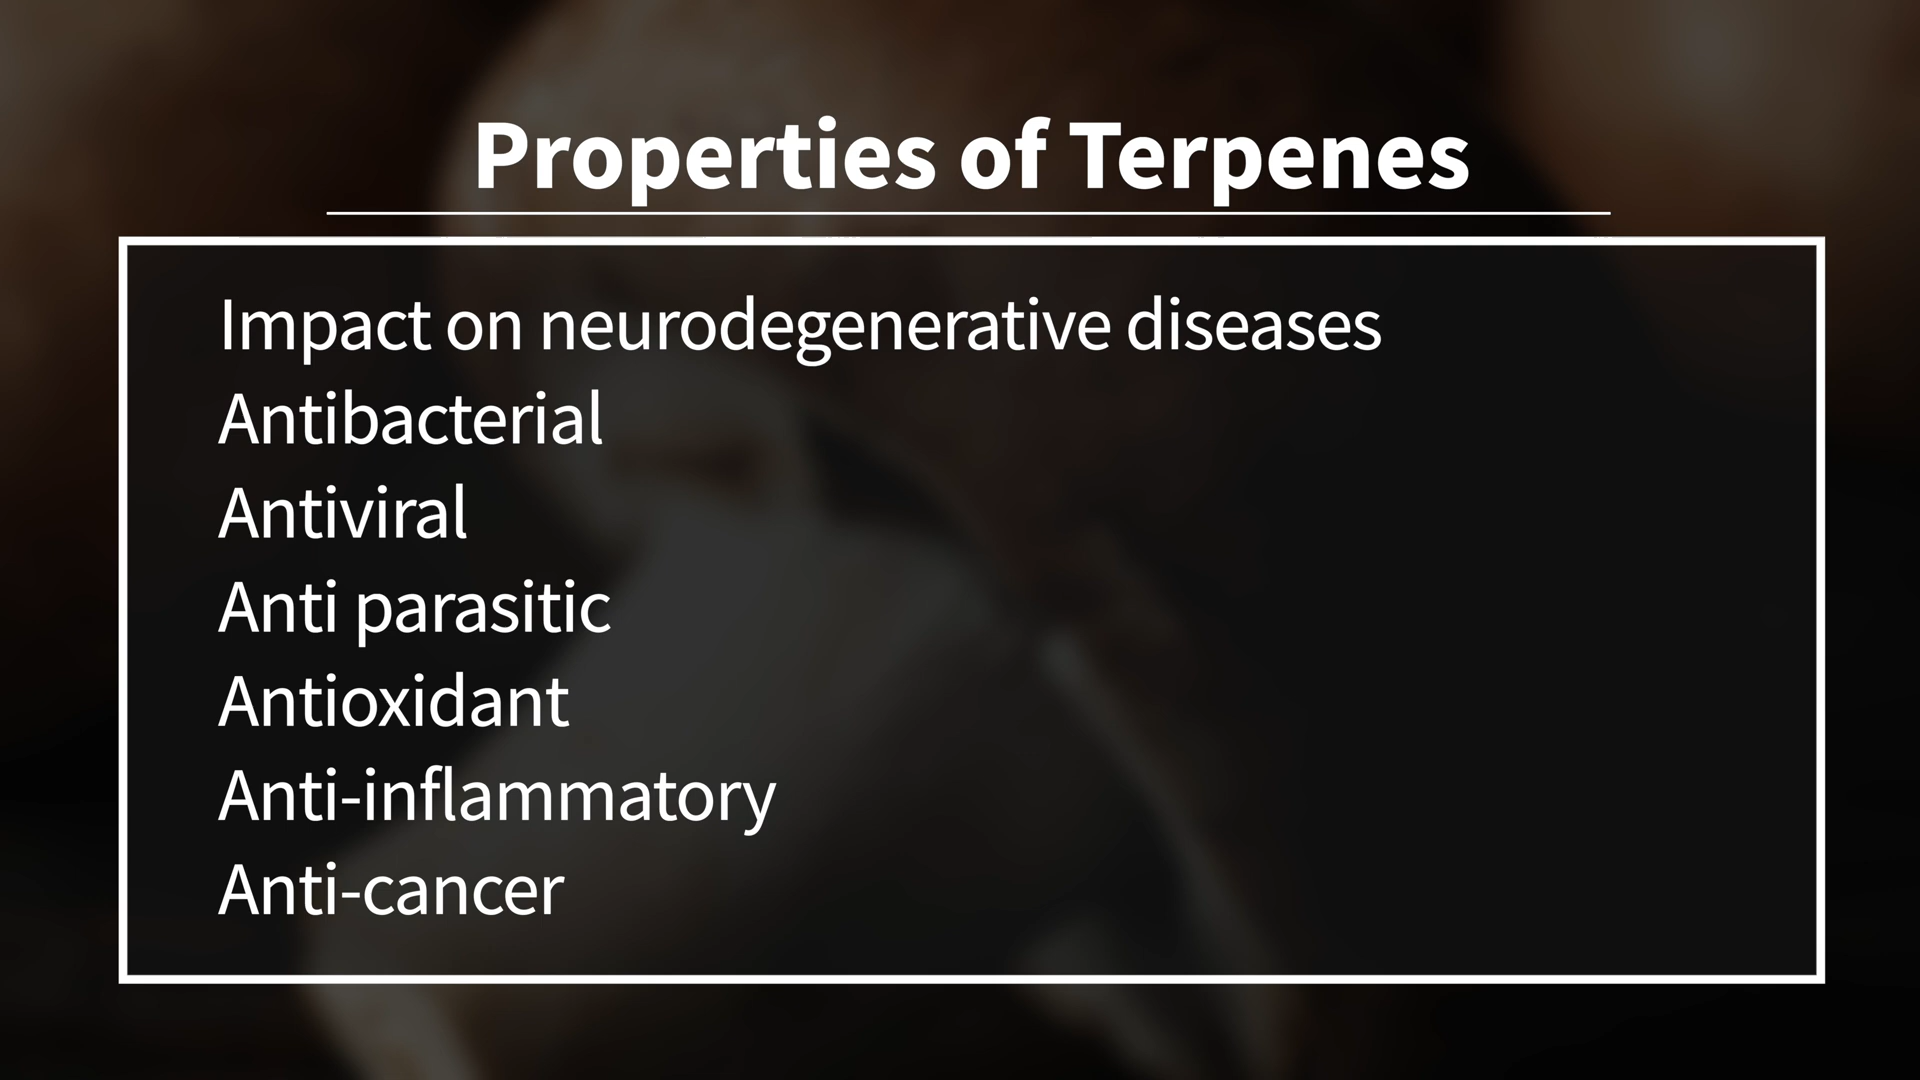 Properties of Terpenes
Impact on neurodegenerative diseases
Antibacterial
Antiviral
Anti parasitic
Antioxidant
Anti-inflammatory
Anti-cancer